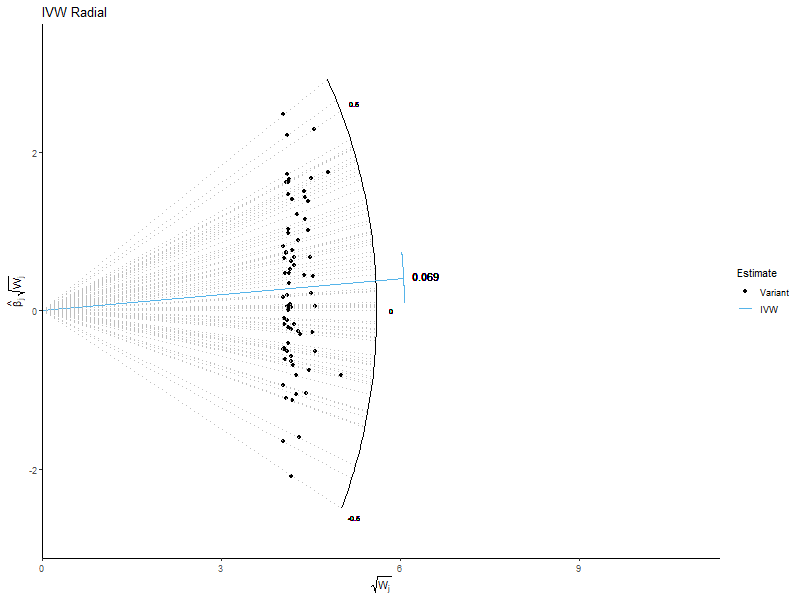 IVW Radial
0.5
2
0.069
Estimate
Variant
IVW
β̂ⱼ√Wⱼ
0
0
-2
-0.5
0
3
6
9
√Wⱼ